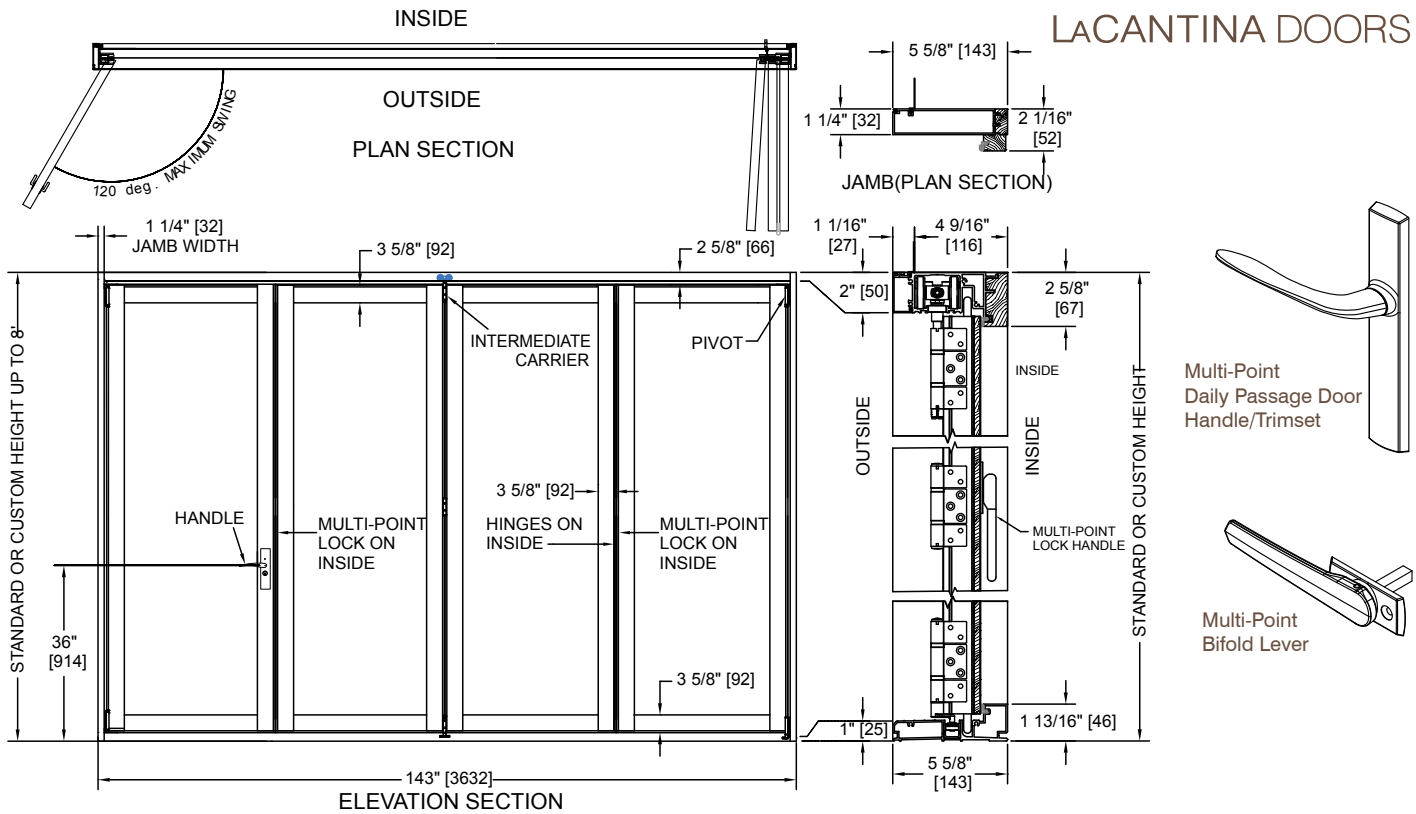 INSIDE
LACANTINA DOORS
OUTSIDE
PLAN SECTION
120 deg. MAXIMUM SWING
5 5/8" [143]
1 1/4" [32]
2 1/16"
[52]
JAMB(PLAN SECTION)
1 1/4" [32]
JAMB WIDTH
3 5/8" [92]
2 5/8" [66]
1 1/16"
[27]
4 9/16"
[116]
2" [50]
2 5/8"
[67]
INTERMEDIATE
CARRIER
PIVOT
INSIDE
STANDARD OR CUSTOM HEIGHT UP TO 8'
OUTSIDE
INSIDE
STANDARD OR CUSTOM HEIGHT
Multi-Point
Daily Passage Door
Handle/Trimset
3 5/8" [92]
HANDLE
MULTI-POINT
LOCK ON
INSIDE
HINGES ON
INSIDE
MULTI-POINT
LOCK ON
INSIDE
MULTI-POINT
LOCK HANDLE
36"
[914]
Multi-Point
Bifold Lever
3 5/8" [92]
1" [25]
1 13/16" [46]
143" [3632]
5 5/8"
[143]
ELEVATION SECTION